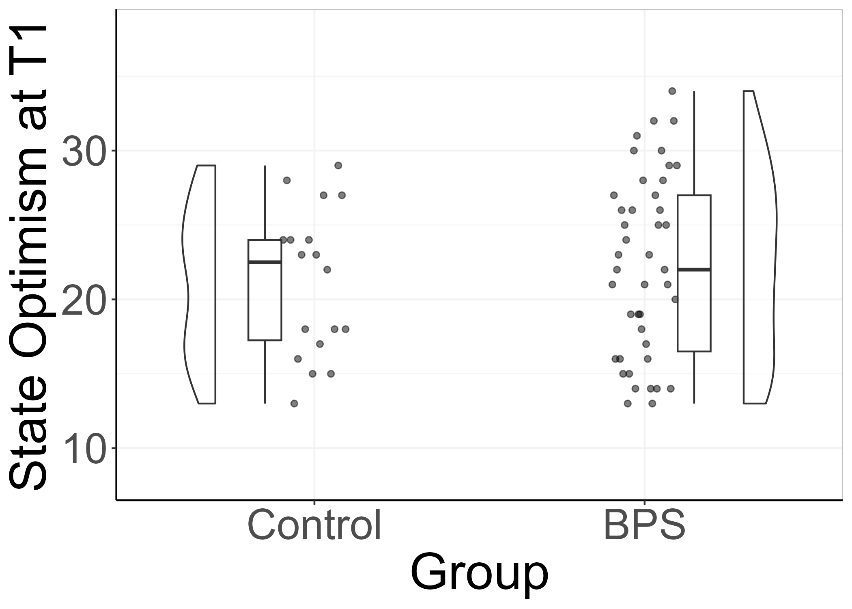 State Optimism at T1
30
20
10
Control
BPS
Group